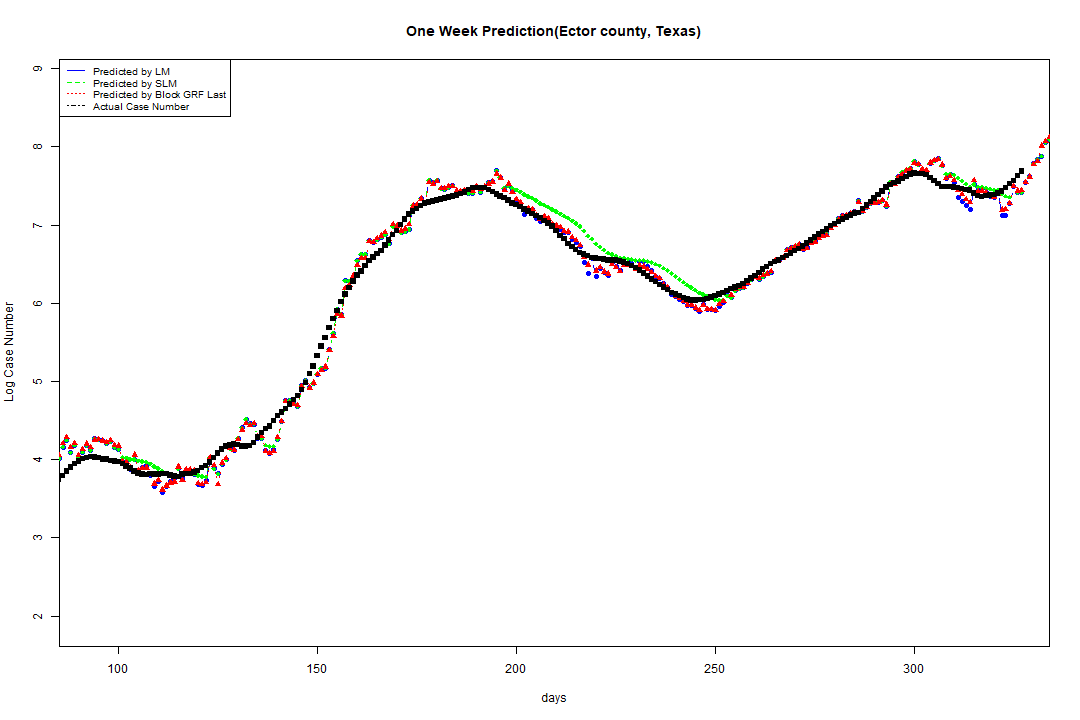 One Week Prediction(Ector county, Texas)
Predicted by LM
Predicted by SLM
Predicted by Block GRF Last
Actual Case Number
9
8
7
6
5
4
3
2
Log Case Number
100 150 200 250 300
days